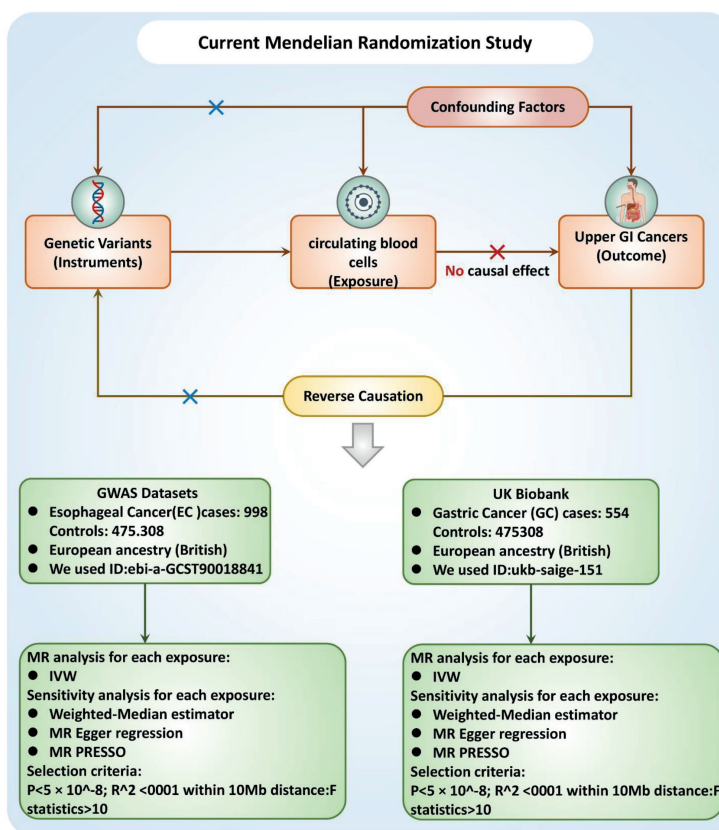 Current Mendelian Randomization Study
Confounding Factors
Genetic Variants
(Instruments)
circulating blood
cells
(Exposure)
No causal effect
Upper GI Cancers
(Outcome)
Reverse Causation
GWAS Datasets
● Esophageal Cancer(EC )cases: 998
Controls: 475.308
● European ancestry (British)
● We used ID:ebi-a-GCST90018841
UK Biobank
● Gastric Cancer (GC) cases: 554
Controls: 475308
● European ancestry (British)
● We used ID:ukb-saige-151
MR analysis for each exposure:
● IVW
Sensitivity analysis for each exposure:
● Weighted-Median estimator
● MR Egger regression
● MR PRESSO
Selection criteria:
P<5 × 10^-8; R^2 <0001 within 10Mb distance:F
statistics>10
MR analysis for each exposure:
● IVW
Sensitivity analysis for each exposure:
● Weighted-Median estimator
● MR Egger regression
● MR PRESSO
Selection criteria:
P<5 × 10^-8; R^2 <0001 within 10Mb distance:F
statistics>10